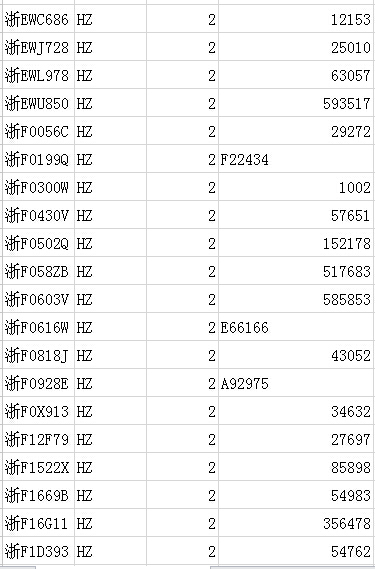 浙EWC686 HZ 2 12153
浙EWJ728 HZ 2 25010
浙EWL978 HZ 2 63057
浙EWU850 HZ 2 593517
浙F0056C HZ 2 29272
浙F0199Q HZ 2 F22434
浙F0300W HZ 2 1002
浙F0430V HZ 2 57651
浙F0502Q HZ 2 152178
浙F058ZB HZ 2 517683
浙F0603V HZ 2 585853
浙F0616W HZ 2 E66166
浙F0818J HZ 2 43052
浙F0928E HZ 2 A92975
浙F0X913 HZ 2 34632
浙F12F79 HZ 2 27697
浙F1522X HZ 2 85898
浙F1669B HZ 2 54983
浙F16G11 HZ 2 356478
浙F1D393 HZ 2 54762